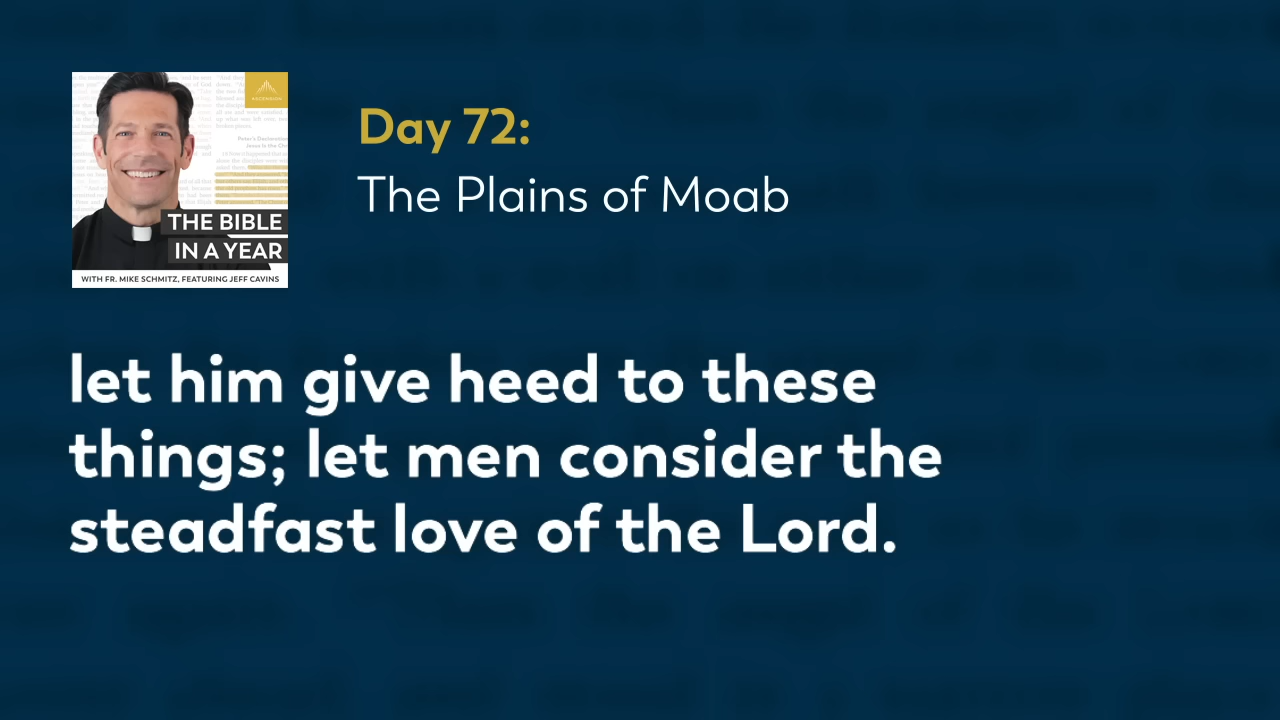 ASCENSION
Day 72:
The Plains of Moab
THE BIBLE
IN A YEAR
WITH FR. MIKE SCHMITZ, FEATURING JEFF CAVINS
let him give heed to these
things; let men consider the
steadfast love of the Lord.